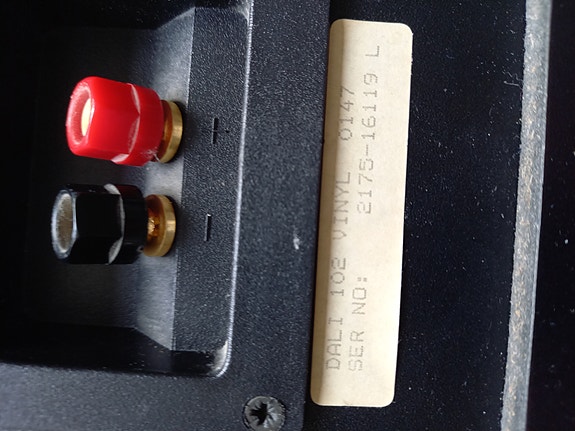 DALI 102 VINYL 0147
SER NO: 2175-16119 L
+
-